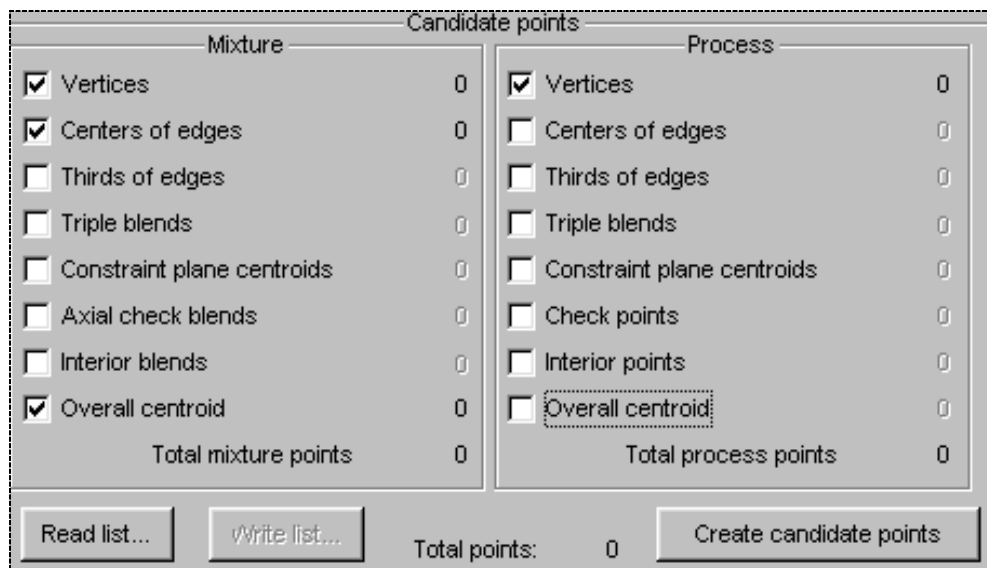 Candidate points
Mixture
Vertices 0
Centers of edges 0
Thirds of edges 0
Triple blends 0
Constraint plane centroids 0
Axial check blends 0
Interior blends 0
Overall centroid 0
Total mixture points 0
Process
Vertices 0
Centers of edges 0
Thirds of edges 0
Triple blends 0
Constraint plane centroids 0
Check points 0
Interior points 0
Overall centroid 0
Total process points 0
Read list... Write list... Total points: 0 Create candidate points